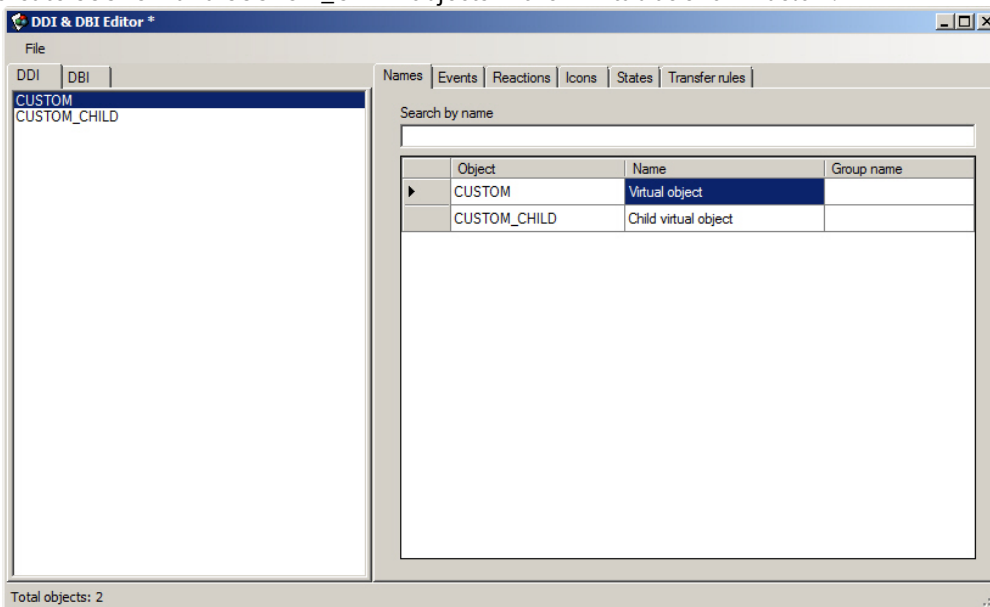 DDI & DBI Editor *
File
DDI DBI
CUSTOM
CUSTOM_CHILD
Names Events Reactions Icons States Transfer rules
Search by name
Object Name Group name
CUSTOM Virtual object
CUSTOM_CHILD Child virtual object
Total objects: 2